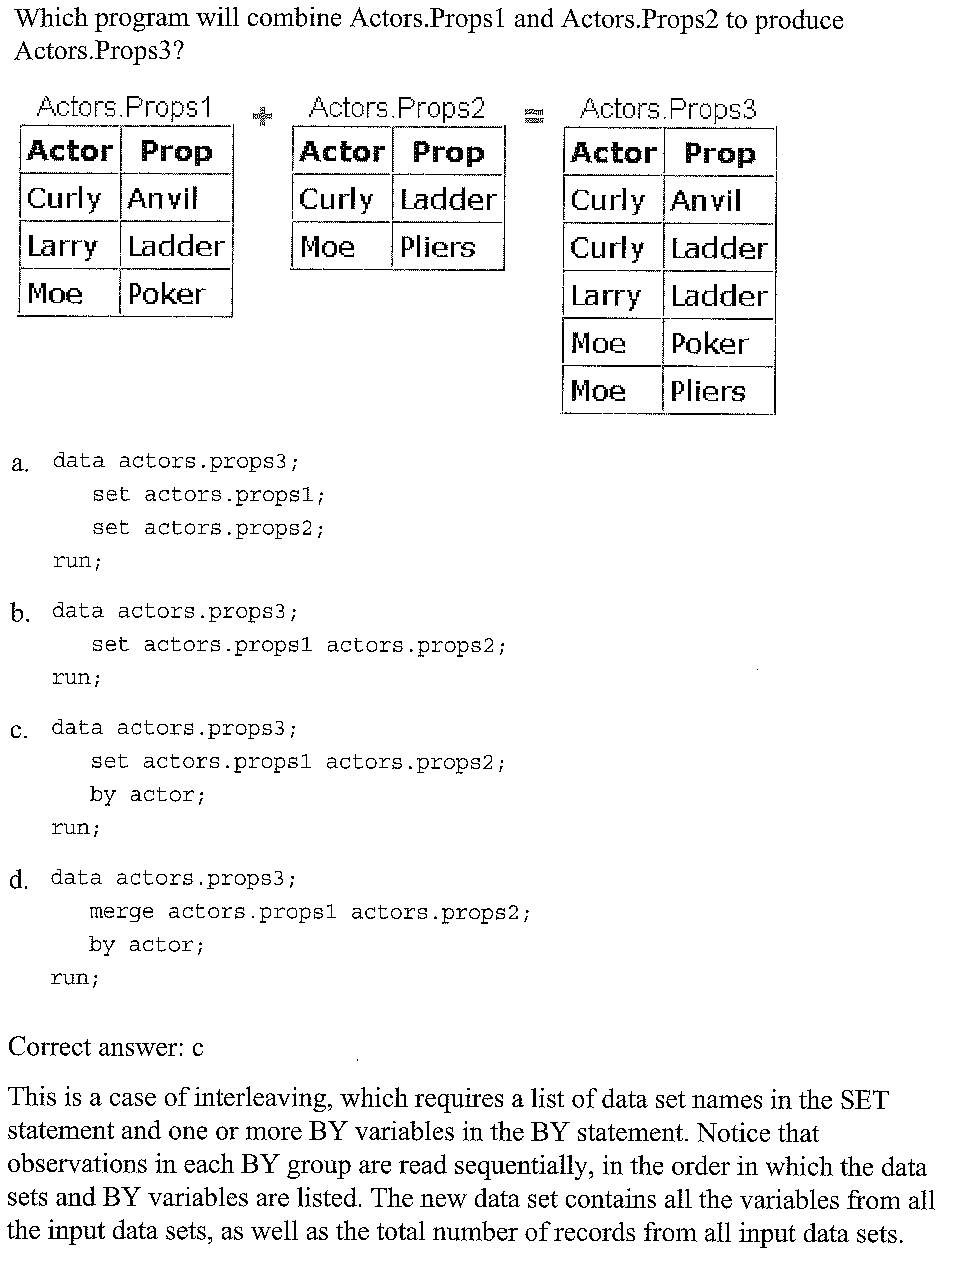 Which program will combine Actors.Props1 and Actors.Props2 to produce
Actors.Props3?
Actors.Props1 + Actors.Props2 = Actors.Props3
Actor Prop Actor Prop Actor Prop
Curly Anvil Curly Ladder Curly Anvil
Larry Ladder Moe Pliers Curly Ladder
Moe Poker Larry Ladder
Moe Poker
Moe Pliers
a. data actors.props3;
set actors.props1;
set actors.props2;
run;
b. data actors.props3;
set actors.props1 actors.props2;
run;
c. data actors.props3;
set actors.props1 actors.props2;
by actor;
run;
d. data actors.props3;
merge actors.props1 actors.props2;
by actor;
run;
Correct answer: c
This is a case of interleaving, which requires a list of data set names in the SET
statement and one or more BY variables in the BY statement. Notice that
observations in each BY group are read sequentially, in the order in which the data
sets and BY variables are listed. The new data set contains all the variables from all
the input data sets, as well as the total number of records from all input data sets.